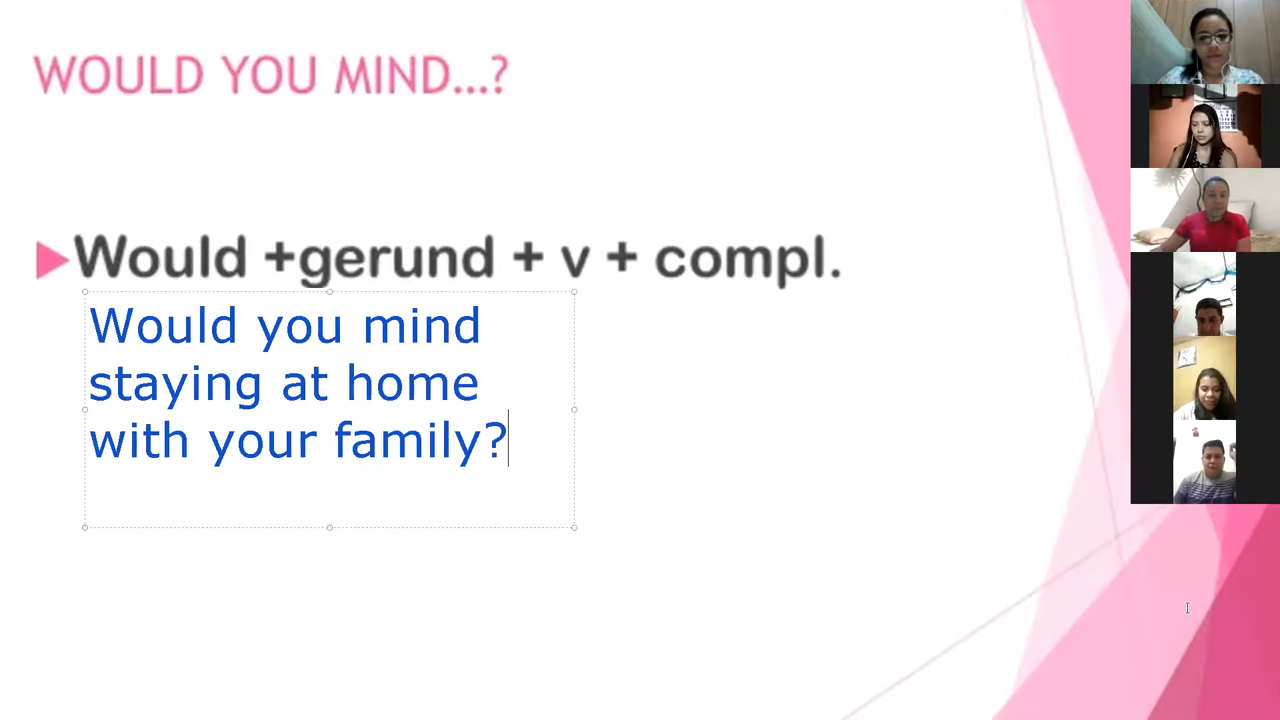 WOULD YOU MIND...?
Would +gerund + v + compl.
Would you mind
staying at home
with your family?